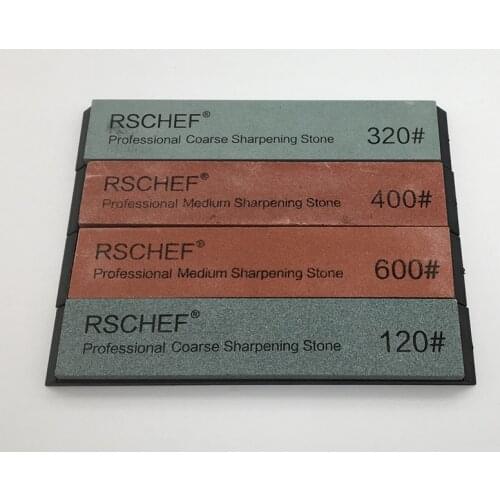 RSCHEF®
Professional Coarse Sharpening Stone 320#
RSCHEF®
Professional Medium Sharpening Stone 400#
RSCHEF®
Professional Medium Sharpening Stone 600#
RSCHEF®
Professional Coarse Sharpening Stone 120#